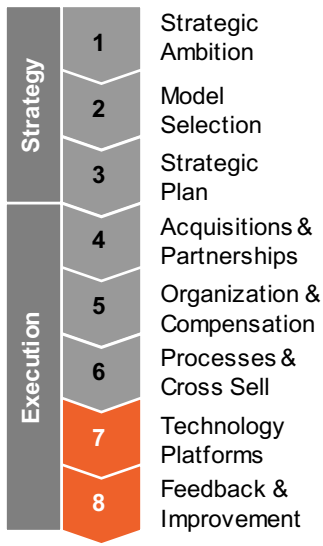 Strategy
1
Strategic
Ambition
2
Model
Selection
3
Strategic
Plan
Execution
4
Acquisitions &
Partnerships
5
Organization &
Compensation
6
Processes &
Cross Sell
7
Technology
Platforms
8
Feedback &
Improvement